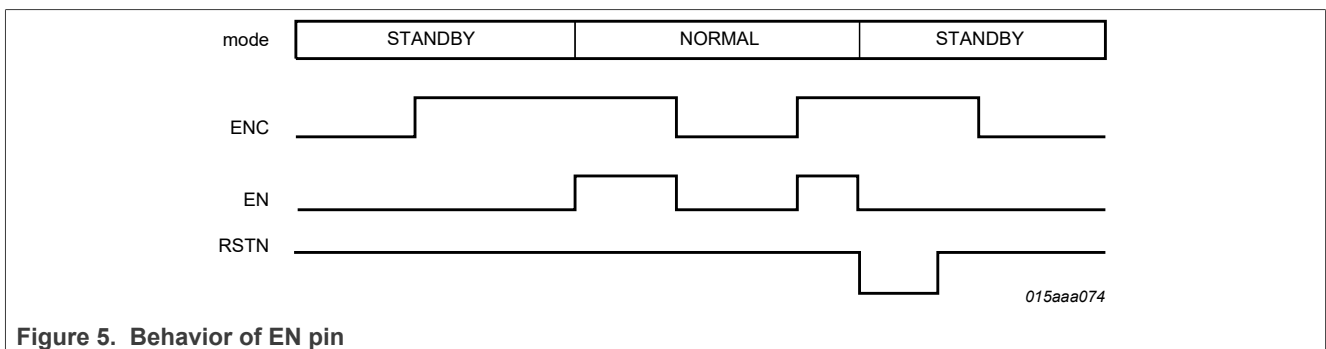 mode STANDBY NORMAL STANDBY
ENC
EN
RSTN
015aaa074
Figure 5. Behavior of EN pin